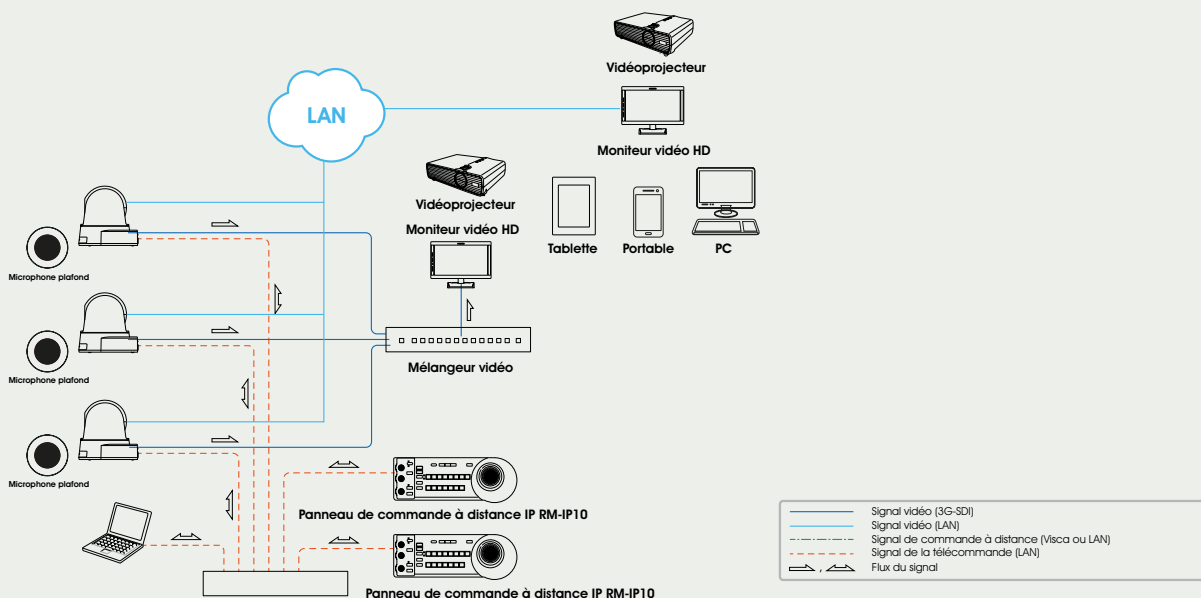 Vidéoprojecteur
LAN
Moniteur vidéo HD
Vidéoprojecteur
Moniteur vidéo HD
Tablette
Portable
PC
Microphone plafond
Mélangeur vidéo
Microphone plafond
Microphone plafond
Panneau de commande à distance IP RM-IP10
Panneau de commande à distance IP RM-IP10
Signal vidéo (3G-SDI)
Signal vidéo (LAN)
Signal de commande à distance (Visca ou LAN)
Signal de la télécommande (LAN)
, Flux du signal